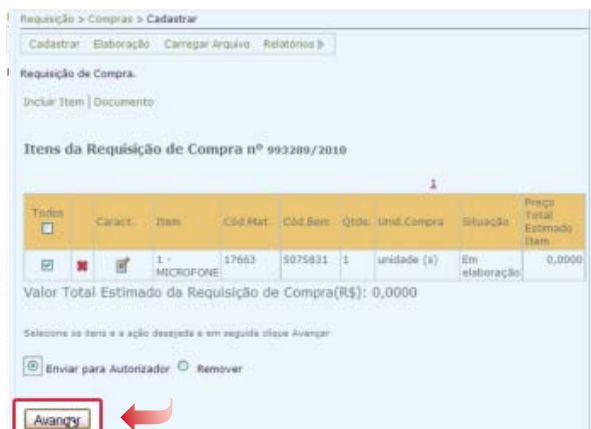 Requisição > Compras > Cadastrar
Cadastrar Elaboração Carregar Arquivo Relatórios
Requisição de Compra.
Incluir Item | Documento
Itens da Requisição de Compra nº 993289/2010
1
Todos Caract. Item Cód.Mat. Cód.Bem Qtde. Unid.Compra Situação Preço Total Estimado Item
1 - MICROFONE 17663 5075831 1 unidade (s) Em elaboração 0,0000
Valor Total Estimado da Requisição de Compra(R$): 0,0000
Selecione os itens e a ação desejada e em seguida clique Avançar
Enviar para Autorizador Remover
Avançar